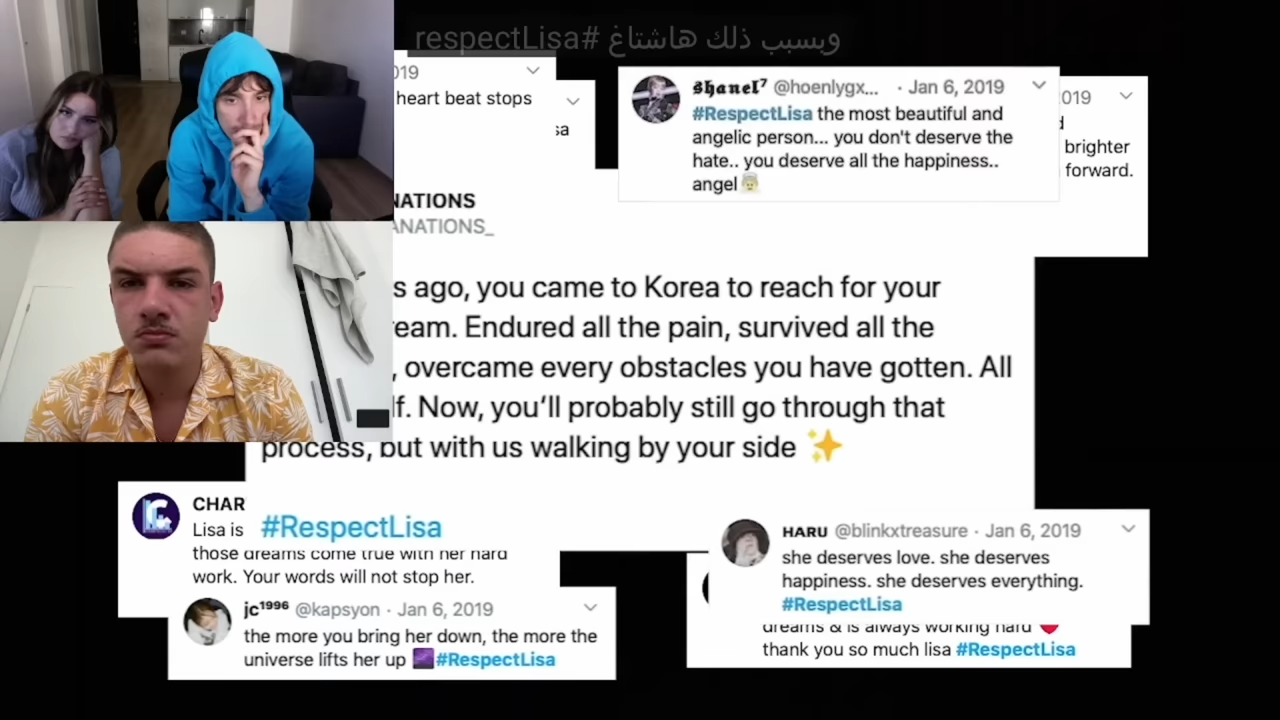 وبسبب ذلك هاشتاغ #respectLisa
019
heart beat stops
sa
𝖘𝖍𝖆𝖓𝖊𝖑⁷ @hoenlygx... · Jan 6, 2019
#RespectLisa the most beautiful and
angelic person... you don't deserve the
hate.. you deserve all the happiness..
angel
2019
brighter
forward.
NATIONS
ANATIONS_
s ago, you came to Korea to reach for your
ream. Endured all the pain, survived all the
, overcame every obstacles you have gotten. All
lf. Now, you'll probably still go through that
process, but with us walking by your side ✨
#RespectLisa
CHAR
Lisa is
those dreams come true with her hard
work. Your words will not stop her.
jc¹⁹⁹⁶ @kapsyon · Jan 6, 2019
the more you bring her down, the more the
universe lifts her up #RespectLisa
HARU @blinkxtreasure · Jan 6, 2019
she deserves love. she deserves
happiness. she deserves everything.
#RespectLisa
dreams & is always working hard ❤
thank you so much lisa #RespectLisa